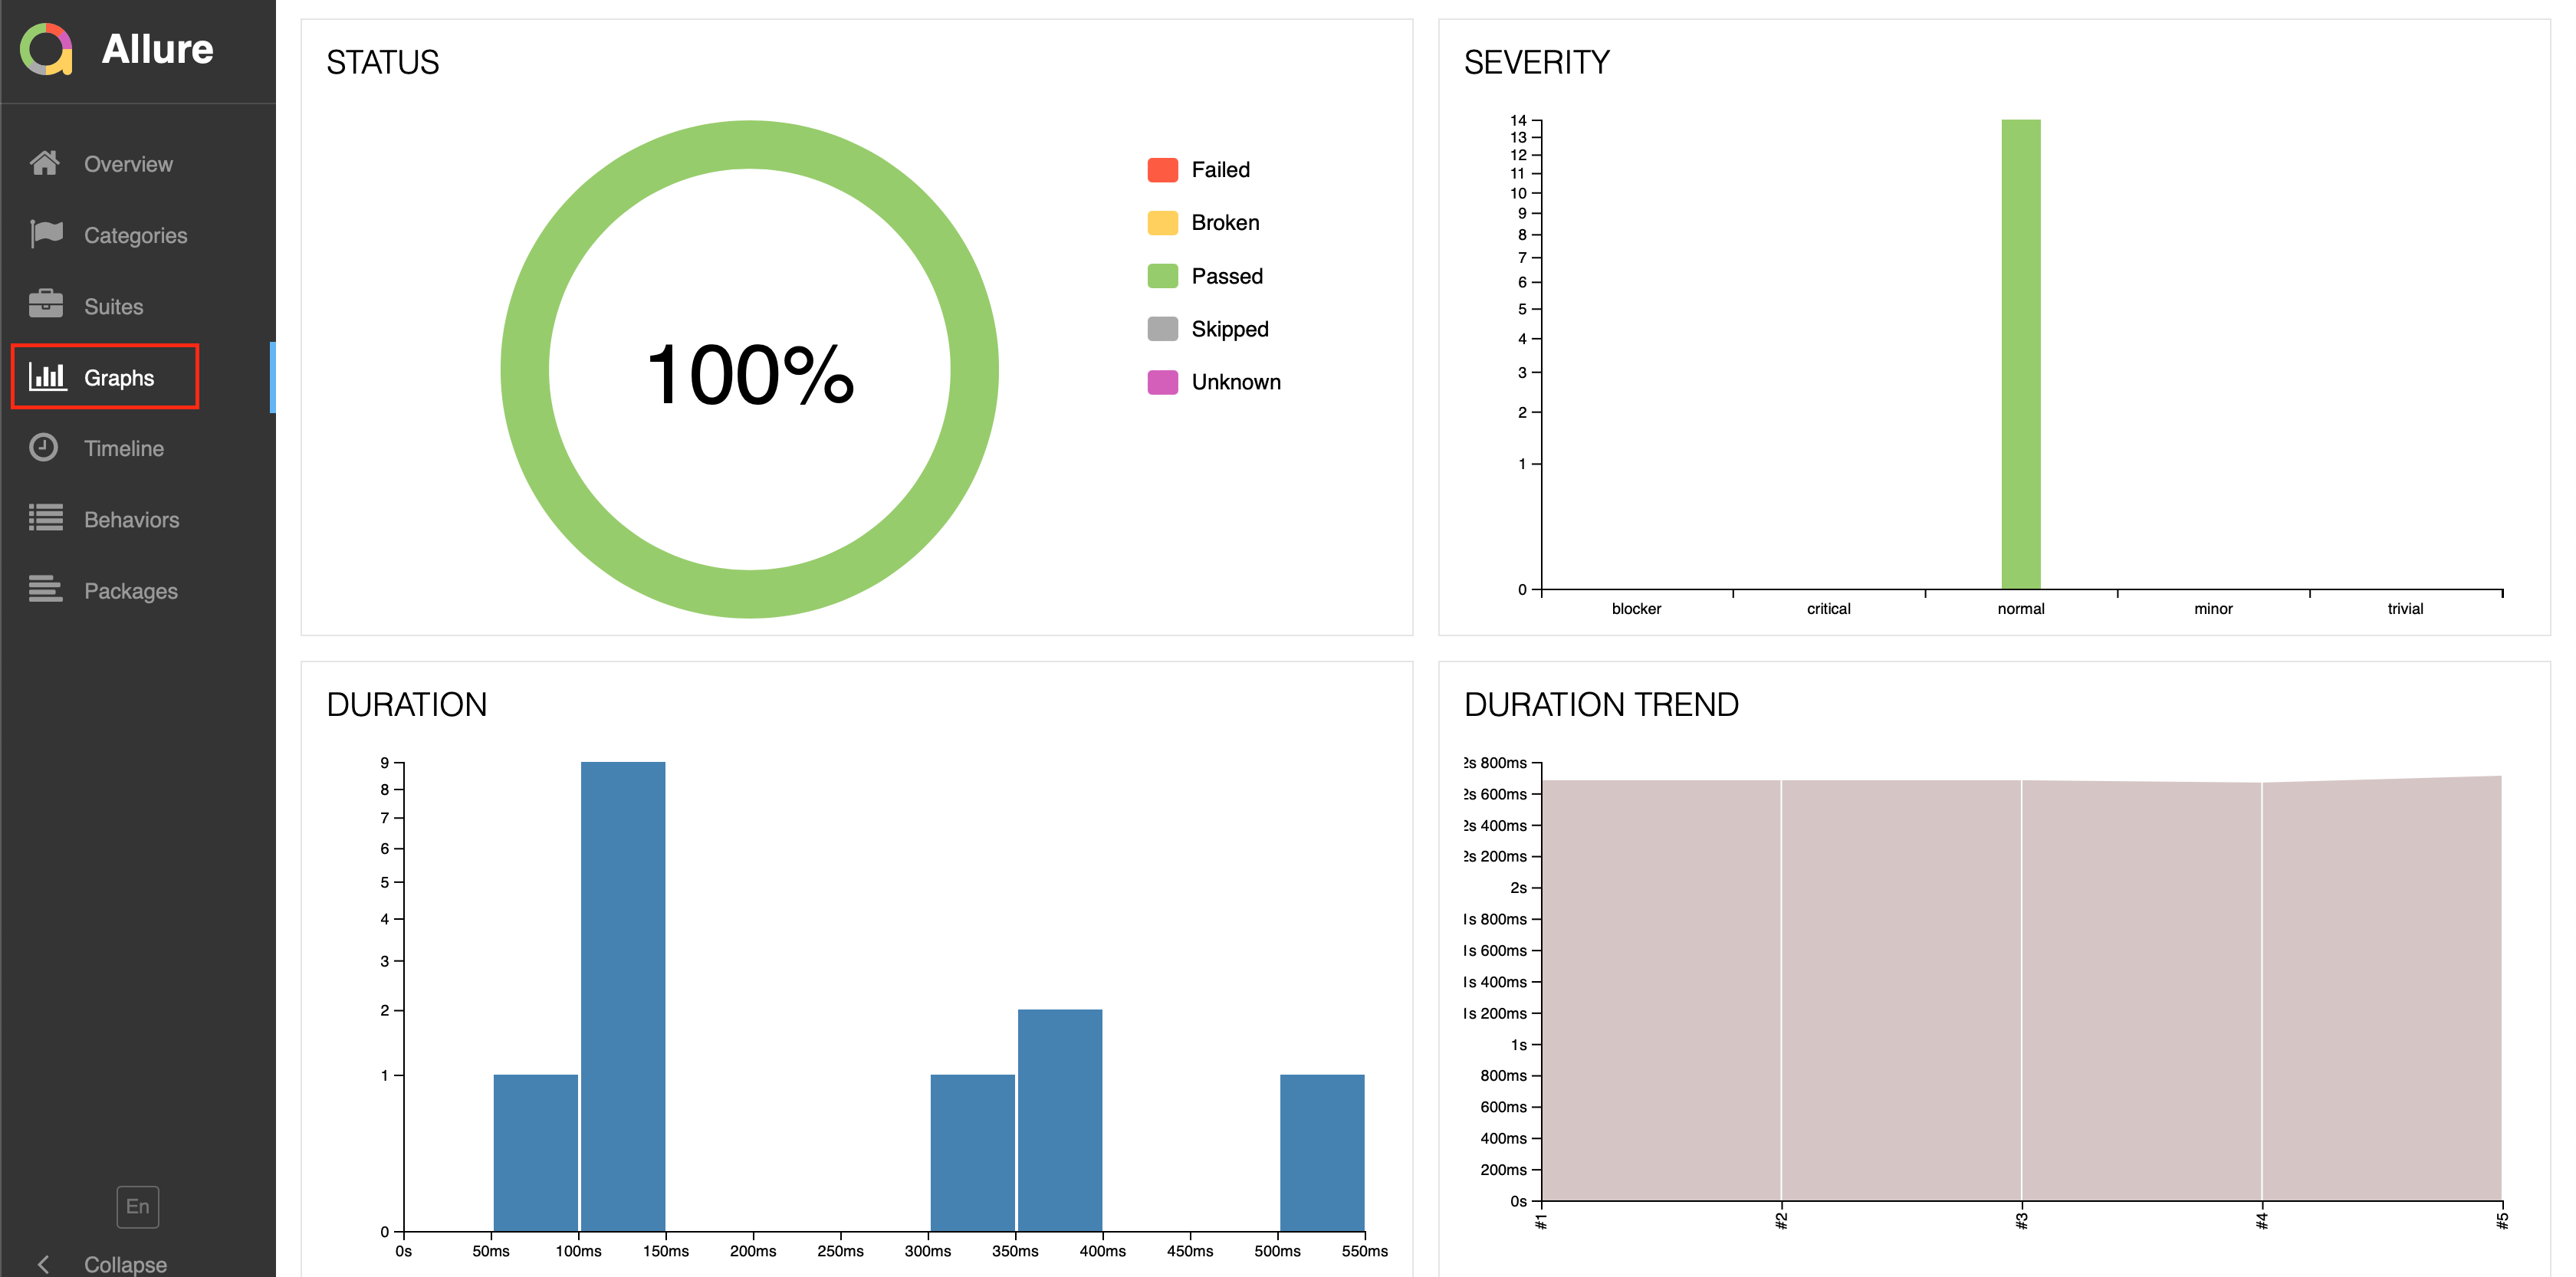 Allure
Overview
Categories
Suites
Graphs
Timeline
Behaviors
Packages
En
Collapse
STATUS
100%
Failed
Broken
Passed
Skipped
Unknown
SEVERITY
14
13
12
11
10
9
8
7
6
5
4
3
2
1
0
blocker critical normal minor trivial
DURATION
9
8
7
6
5
4
3
2
1
0
0s 50ms 100ms 150ms 200ms 250ms 300ms 350ms 400ms 450ms 500ms 550ms
DURATION TREND
2s 800ms
2s 600ms
2s 400ms
2s 200ms
2s
1s 800ms
1s 600ms
1s 400ms
1s 200ms
1s
800ms
600ms
400ms
200ms
0s
#1 #2 #3 #4 #5